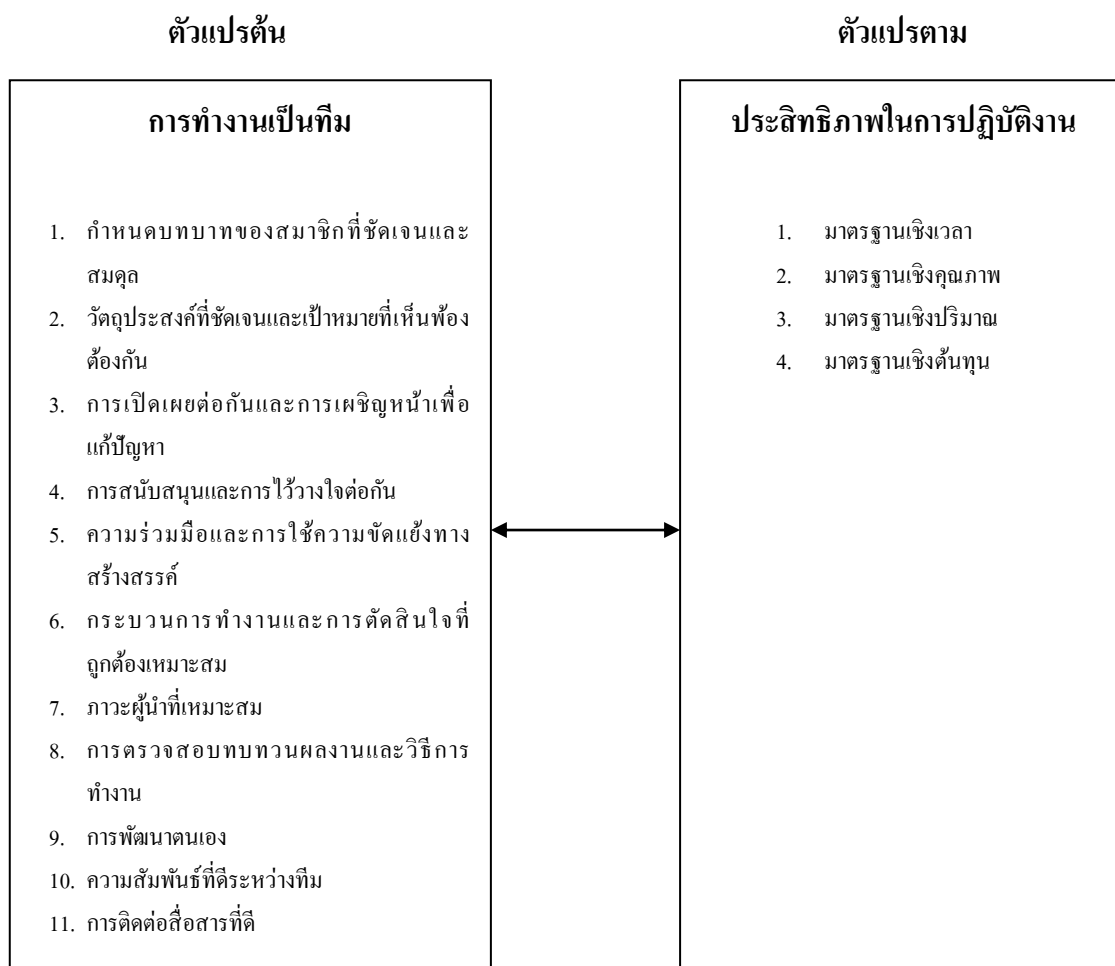 ตัวแปรต้น
ตัวแปรตาม
การทำงานเป็นทีม
1. กำหนดบทบาทของสมาชิกที่ชัดเจนและ
สมดุล
2. วัตถุประสงค์ที่ชัดเจนและเป้าหมายที่เห็นพ้อง
ต้องกัน
3. การเปิดเผยต่อกันและการเผชิญหน้าเพื่อ
แก้ปัญหา
4. การสนับสนุนและการไว้วางใจต่อกัน
5. ความร่วมมือและการใช้ความขัดแย้งทาง
สร้างสรรค์
6. กระบวนการทำงานและการตัดสินใจที่
ถูกต้องเหมาะสม
7. ภาวะผู้นำที่เหมาะสม
8. การตรวจสอบทบทวนผลงานและวิธีการ
ทำงาน
9. การพัฒนาตนเอง
10. ความสัมพันธ์ที่ดีระหว่างทีม
11. การติดต่อสื่อสารที่ดี
ประสิทธิภาพในการปฏิบัติงาน
1. มาตรฐานเชิงเวลา
2. มาตรฐานเชิงคุณภาพ
3. มาตรฐานเชิงปริมาณ
4. มาตรฐานเชิงต้นทุน